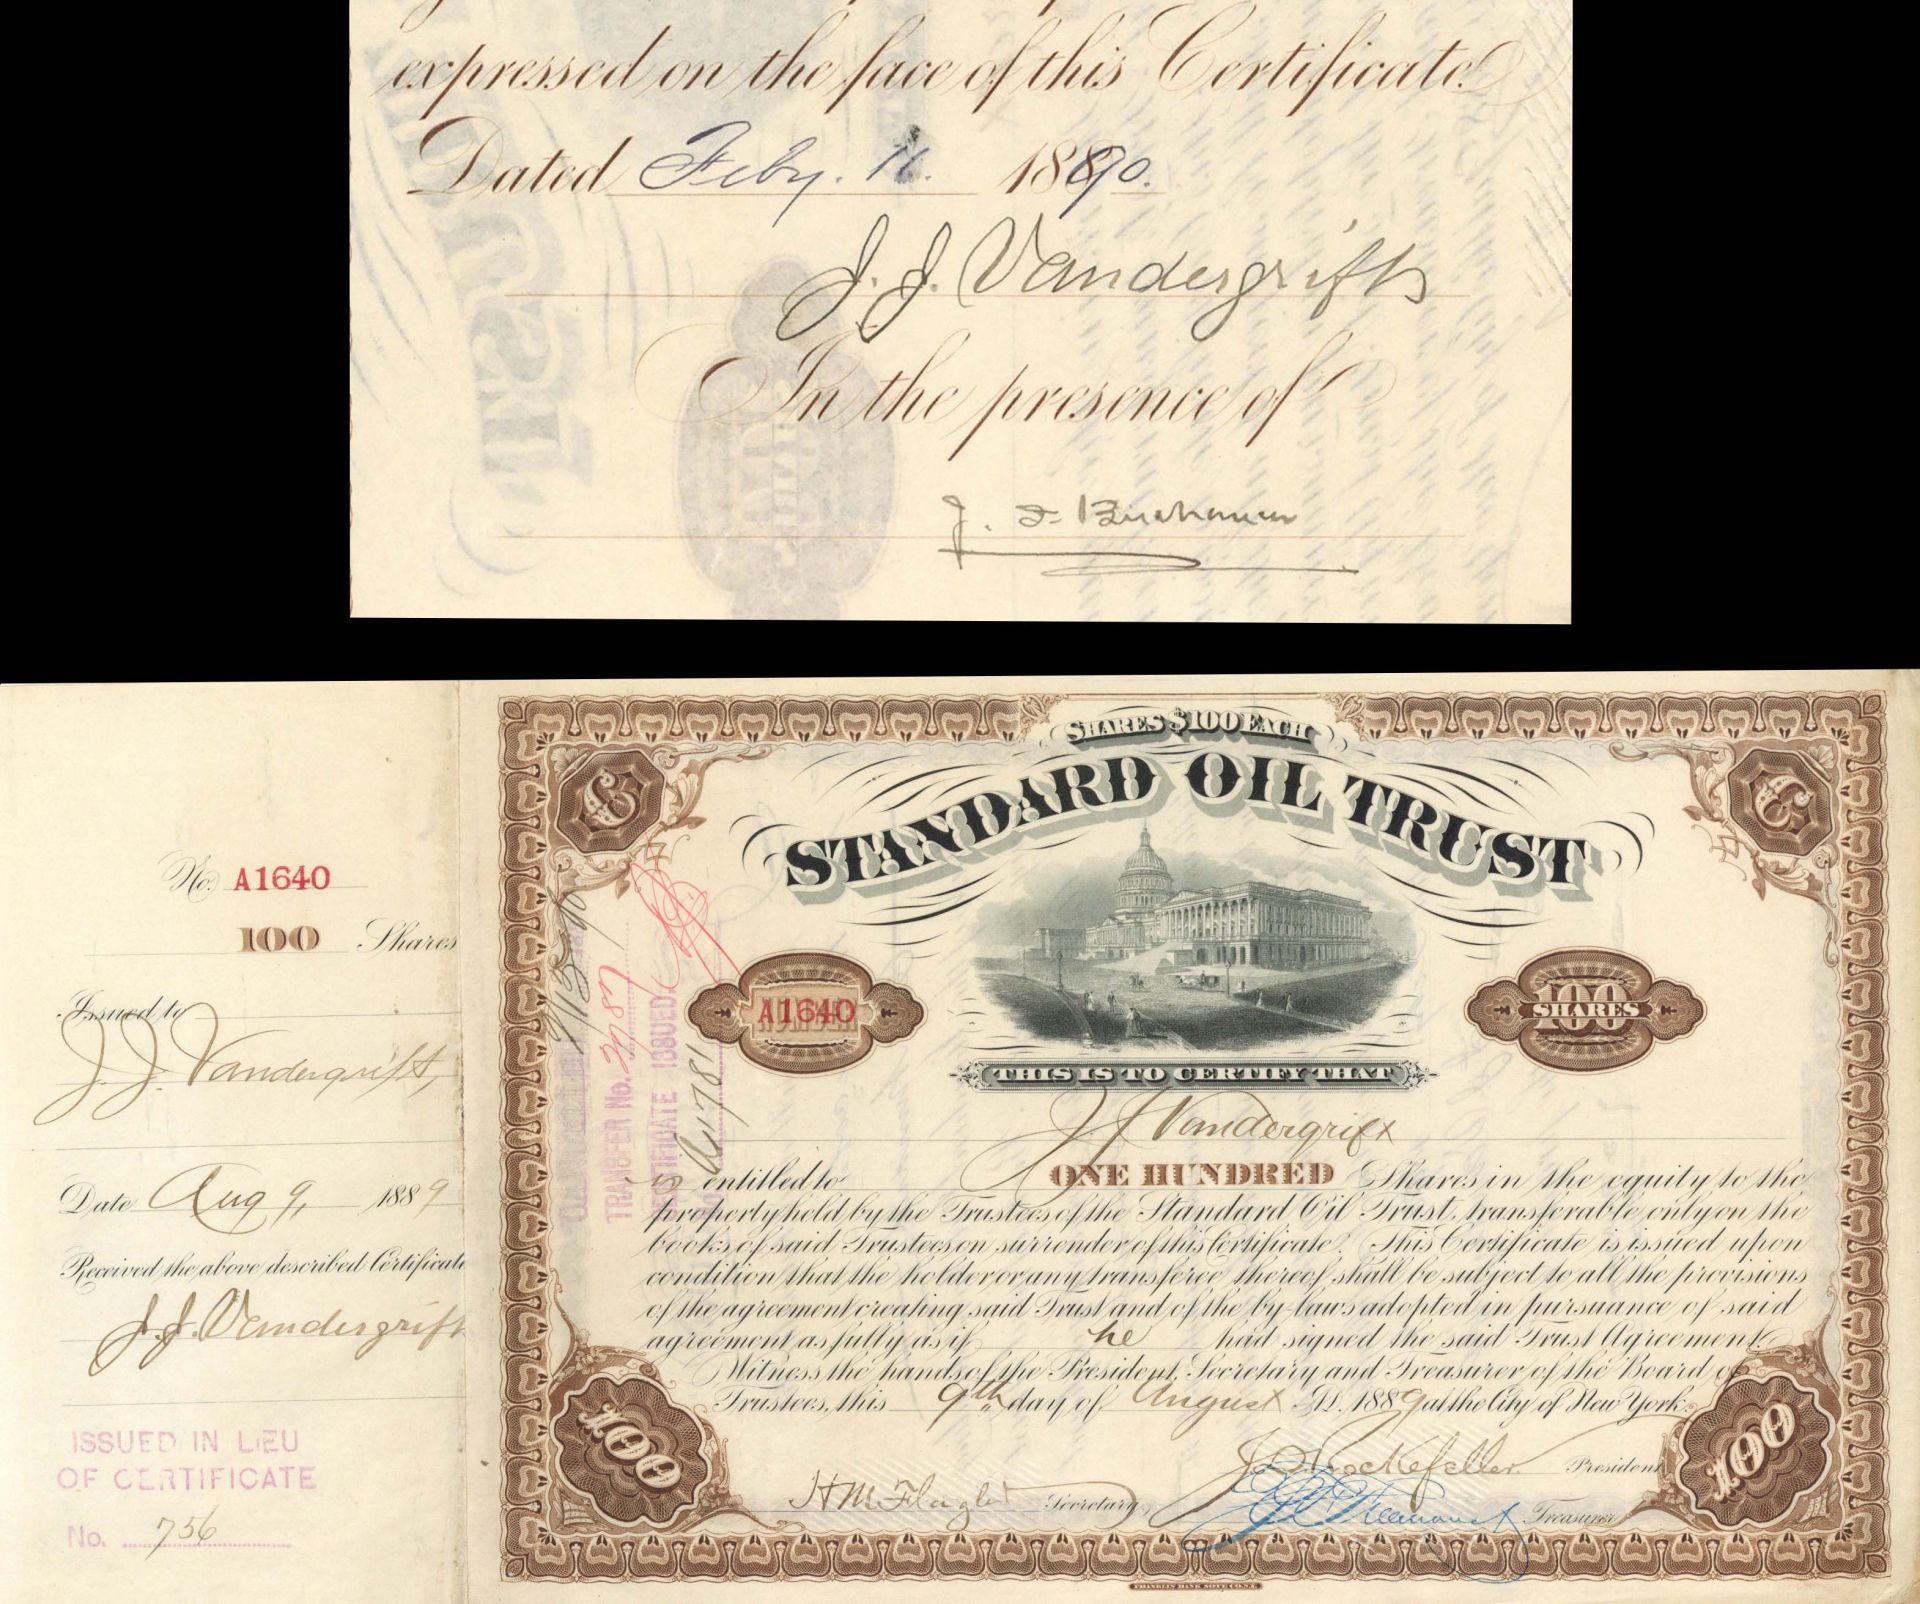 expressed on the face of this Certificate.
Dated Feby. 11. 1890.
J. J. Vandergrift
In the presence of
J. F. Buchanan
No. A1640
100 Shares
Issued to
J. J. Vandergrift,
Date Aug 9, 1889
Received the above described Certificate
J. J. Vandergrift
ISSUED IN LIEU
OF CERTIFICATE
No. 756
SHARES $100 EACH
STANDARD OIL TRUST
TRANSFER No. 3787
CERTIFICATE ISSUED
A1640
100
SHARES
THIS IS TO CERTIFY THAT
J J Vandergrift
is entitled to ONE HUNDRED Shares in the equity to the
property held by the Trustees of the Standard Oil Trust, transferable only on the
books of said Trustees on surrender of this Certificate. This Certificate is issued upon
condition that the holder or any transferee thereof shall be subject to all the provisions
of the agreement creating said Trust and of the by-laws adopted in pursuance of said
agreement as fully as if he had signed the said Trust Agreement.
Witness the hands of the President, Secretary and Treasurer of the Board of
Trustees, this 9th day of August A.D. 1889 at the City of New York.
J D Rockefeller. President
H M Flagler Secretary
Treasurer
100
100
FRANKLIN BANK NOTE CO. N.Y.